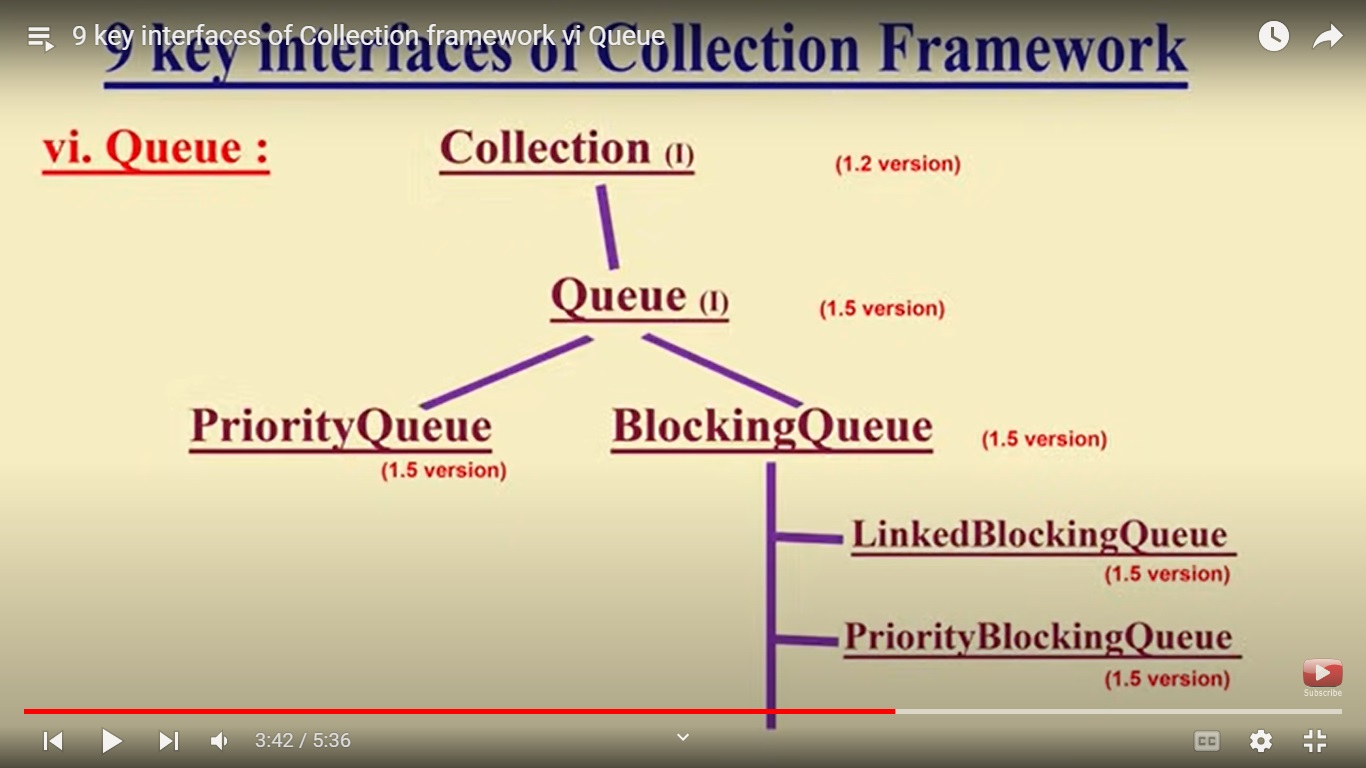 9 key interfaces of Collection framework vi Queue
9 key interfaces of Collection Framework
vi. Queue :
Collection (I)
(1.2 version)
Queue (I)
(1.5 version)
PriorityQueue
(1.5 version)
BlockingQueue
(1.5 version)
LinkedBlockingQueue
(1.5 version)
PriorityBlockingQueue
(1.5 version)
Subscribe
3:42 / 5:36
CC